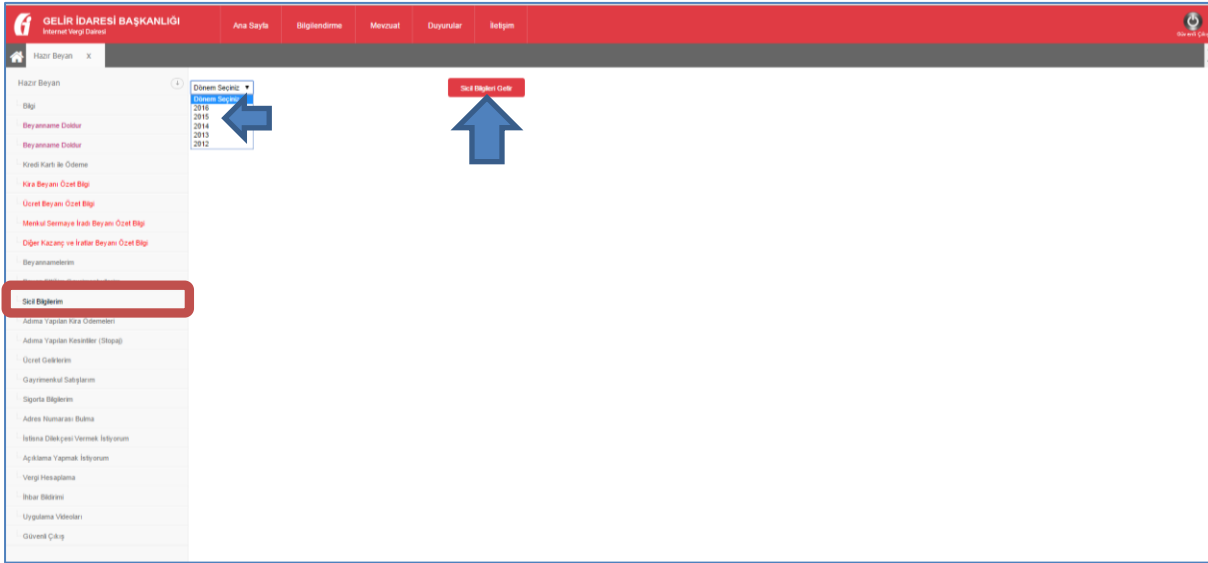 GELİR İDARESİ BAŞKANLIĞI
İnternet Vergi Dairesi
Ana Sayfa
Bilgilendirme
Mevzuat
Duyurular
İletişim
Güvenli Çıkış
Hazır Beyan X
Hazır Beyan
Dönem Seçiniz
Dönem Seçiniz
2016
2015
2014
2013
2012
Sicil Bilgileri Getir
Bilgi
Beyanname Doldur
Beyanname Doldur
Kredi Kartı ile Ödeme
Kira Beyanı Özet Bilgi
Ücret Beyanı Özet Bilgi
Menkul Sermaye İradı Beyanı Özet Bilgi
Diğer Kazanç ve İratlar Beyanı Özet Bilgi
Beyannamelerim
Sicil Bilgilerim
Adıma Yapılan Kira Ödemeleri
Adıma Yapılan Kesintiler (Stopaj)
Ücret Gelirlerim
Gayrimenkul Satışlarım
Sigorta Bilgilerim
Adres Numarası Bulma
İstisna Dilekçesi Vermek İstiyorum
Açıklama Yapmak İstiyorum
Vergi Hesaplama
İhbar Bildirimi
Uygulama Videoları
Güvenli Çıkış